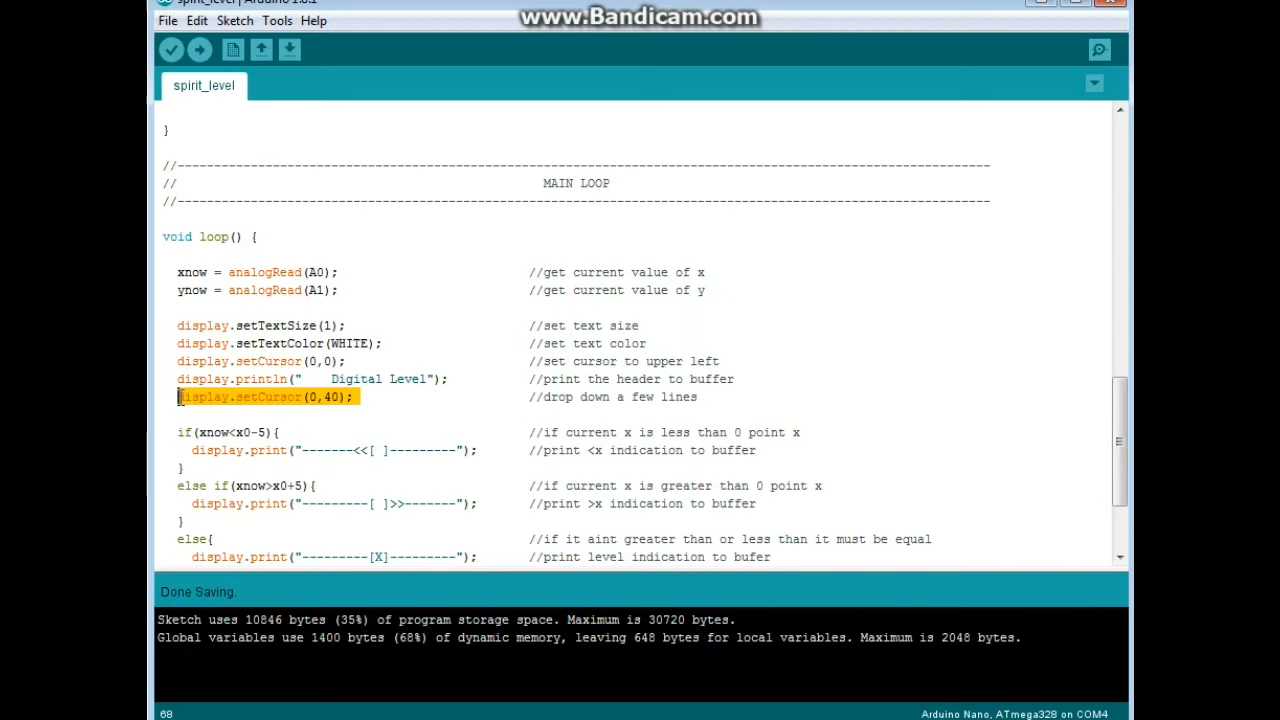 spirit_level | Arduino 1.6.1
www.Bandicam.com
File Edit Sketch Tools Help
spirit_level
}
//---------------------------------------------------------------------------------------------------------------
// MAIN LOOP
//---------------------------------------------------------------------------------------------------------------
void loop() {
xnow = analogRead(A0); //get current value of x
ynow = analogRead(A1); //get current value of y
display.setTextSize(1); //set text size
display.setTextColor(WHITE); //set text color
display.setCursor(0,0); //set cursor to upper left
display.println("    Digital Level"); //print the header to buffer
display.setCursor(0,40); //drop down a few lines
if(xnow<x0-5){ //if current x is less than 0 point x
display.print("-------<<[ ]---------"); //print <x indication to buffer
}
else if(xnow>x0+5){ //if current x is greater than 0 point x
display.print("---------[ ]>>-------"); //print >x indication to buffer
}
else{ //if it aint greater than or less than it must be equal
display.print("---------[X]---------"); //print level indication to bufer
Done Saving.
Sketch uses 10846 bytes (35%) of program storage space. Maximum is 30720 bytes.
Global variables use 1400 bytes (68%) of dynamic memory, leaving 648 bytes for local variables. Maximum is 2048 bytes.
68 Arduino Nano, ATmega328 on COM4